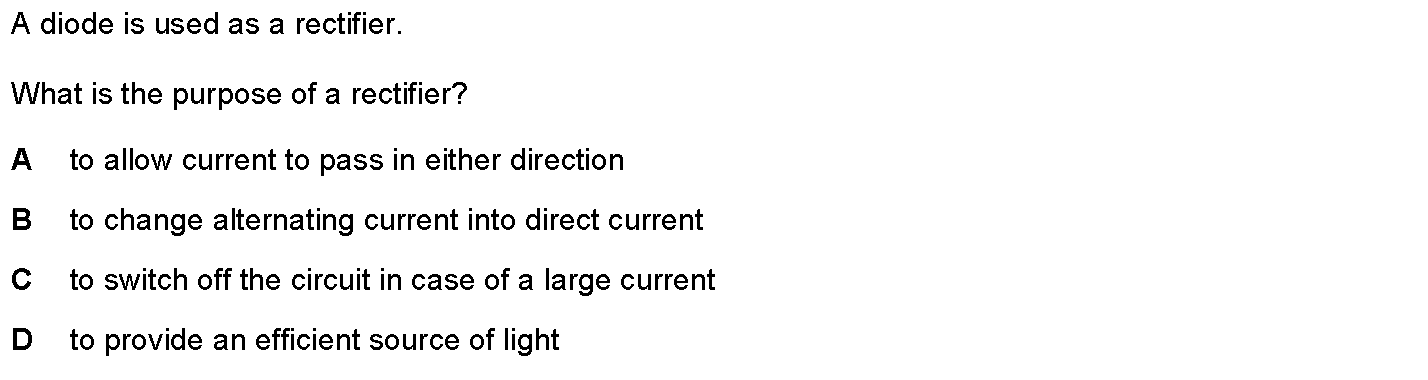 A diode is used as a rectifier.
What is the purpose of a rectifier?
A to allow current to pass in either direction
B to change alternating current into direct current
C to switch off the circuit in case of a large current
D to provide an efficient source of light